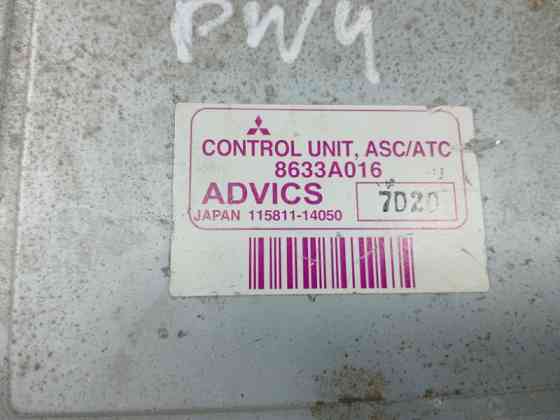 PW4
CONTROL UNIT, ASC/ATC
8633A016
ADVICS 7D20
JAPAN 115811-14050